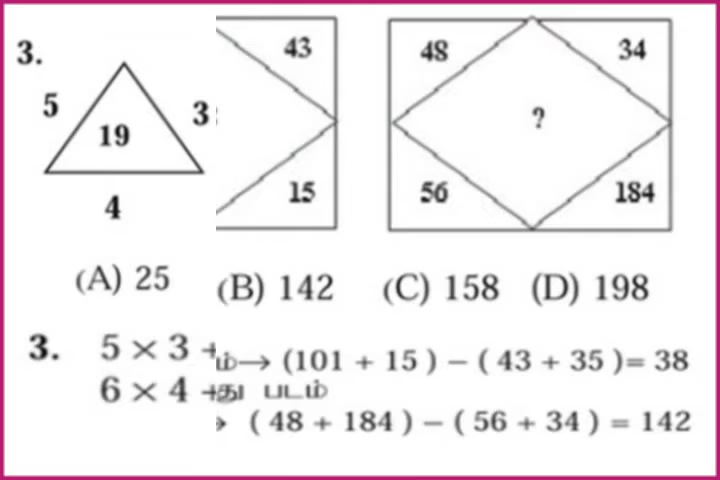 3.
5 19 3 43 48 34
?
4 15 56 184
(A) 25 (B) 142 (C) 158 (D) 198
3. 5 × 3 + → (101 + 15 ) − ( 43 + 35 )= 38
6 × 4 + படம்
( 48 + 184 ) − ( 56 + 34 ) = 142